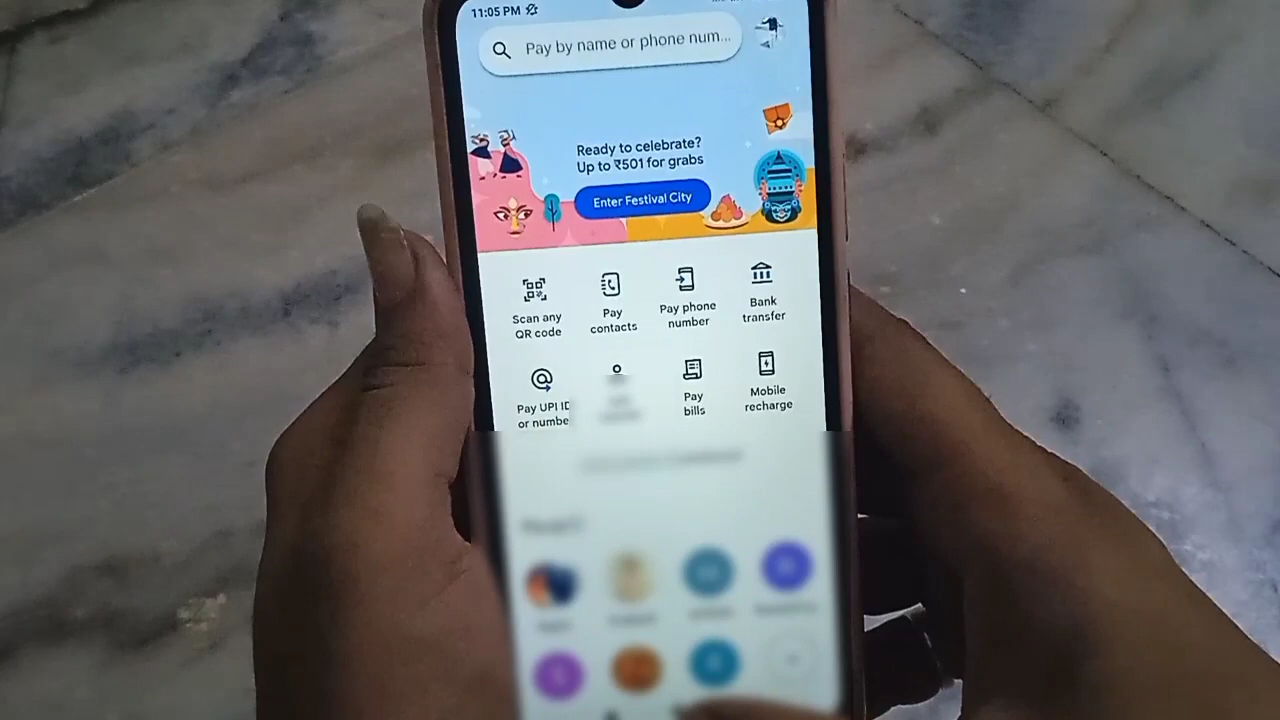 11:05 PM
Pay by name or phone num...
Ready to celebrate?
Up to ₹501 for grabs
Enter Festival City
Scan any
QR code
Pay
contacts
Pay phone
number
Bank
transfer
Pay UPI ID
or numbe
Pay
bills
Mobile
recharge